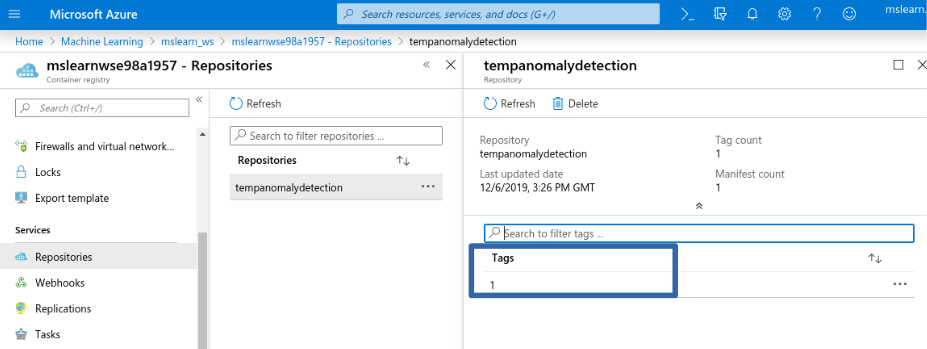 Microsoft Azure
Search resources, services, and docs (G+/)
mslearn.
Home > Machine Learning > mslearn_ws > mslearnwse98a1957 - Repositories > tempanomalydetection
mslearnwse98a1957 - Repositories
Container registry
Search (Ctrl+/)
Firewalls and virtual network...
Locks
Export template
Services
Repositories
Webhooks
Replications
Tasks
Refresh
Search to filter repositories ...
Repositories
tempanomalydetection
tempanomalydetection
Repository
Refresh Delete
Repository Tag count
tempanomalydetection 1
Last updated date Manifest count
12/6/2019, 3:26 PM GMT 1
Search to filter tags ...
Tags
1